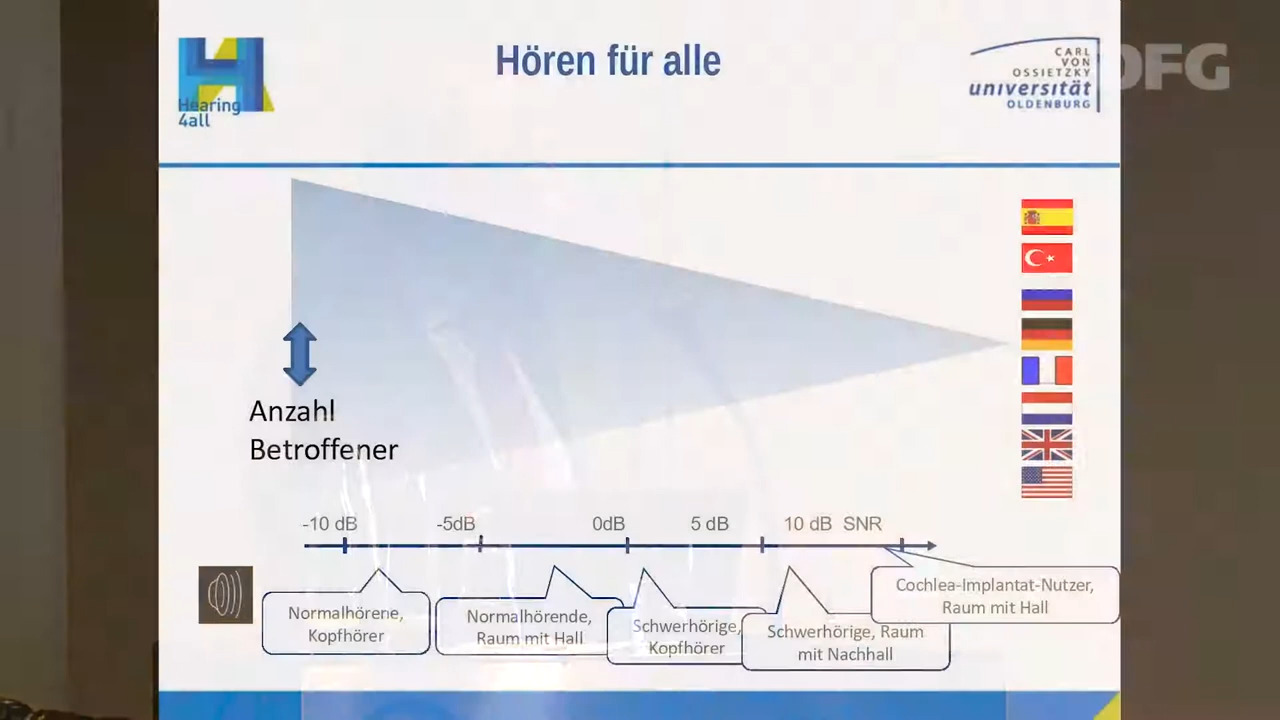 Hören für alle
Hearing
4all
CARL
VON
OSSIETZKY
universität
OLDENBURG
DFG
Anzahl
Betroffener
-10 dB -5dB 0dB 5 dB 10 dB SNR
Normalhörene,
Kopfhörer
Normalhörende,
Raum mit Hall
Schwerhörige,
Kopfhörer
Schwerhörige, Raum
mit Nachhall
Cochlea-Implantat-Nutzer,
Raum mit Hall